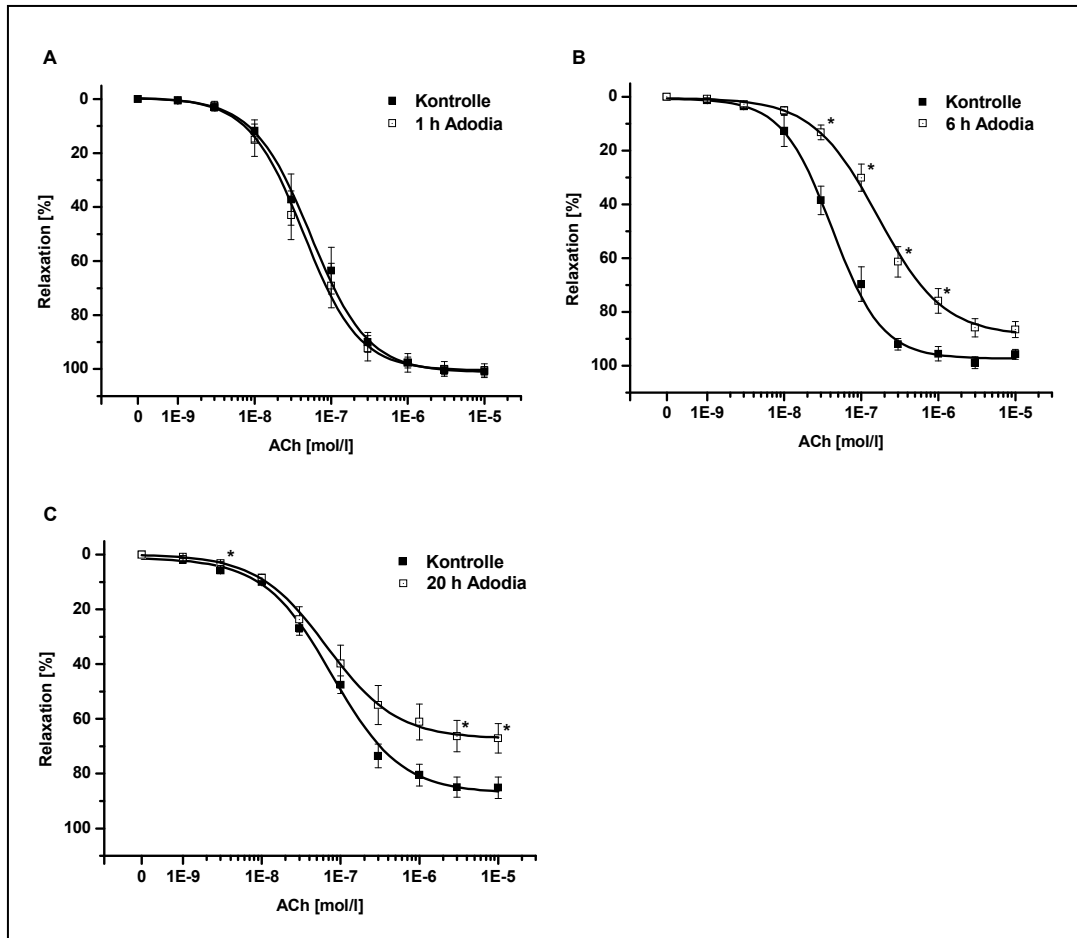 A
Kontrolle
1 h Adodia
0
20
40
60
80
100
Relaxation [%]
0 1E-9 1E-8 1E-7 1E-6 1E-5
ACh [mol/l]
B
Kontrolle
6 h Adodia
0
20
40
60
80
100
Relaxation [%]
* * * *
0 1E-9 1E-8 1E-7 1E-6 1E-5
ACh [mol/l]
C
Kontrolle
20 h Adodia
0
20
40
60
80
100
Relaxation [%]
* * *
0 1E-9 1E-8 1E-7 1E-6 1E-5
ACh [mol/l]